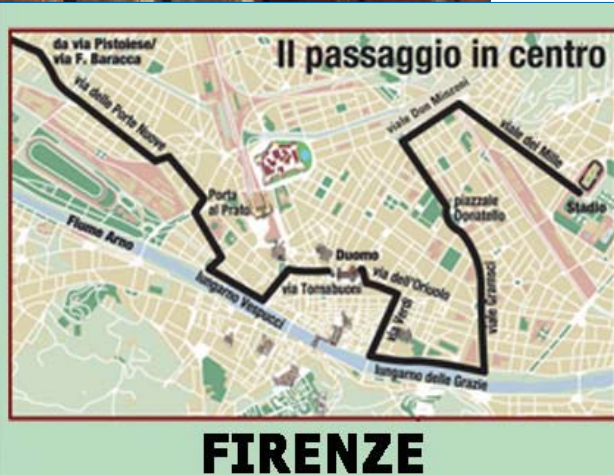 Il passaggio in centro
da via Pistoiese/
via F. Baracca
via delle Porte Nuove
viale Don Minzoni
viale dei Mille
Porta
al Prato
piazzale
Donatello
Stadio
Fiume Arno
Duomo
via dell'Oriolo
lungarno Vespucci
via Tornabuoni
via Verdi
viale Gramsci
lungarno delle Grazie
FIRENZE